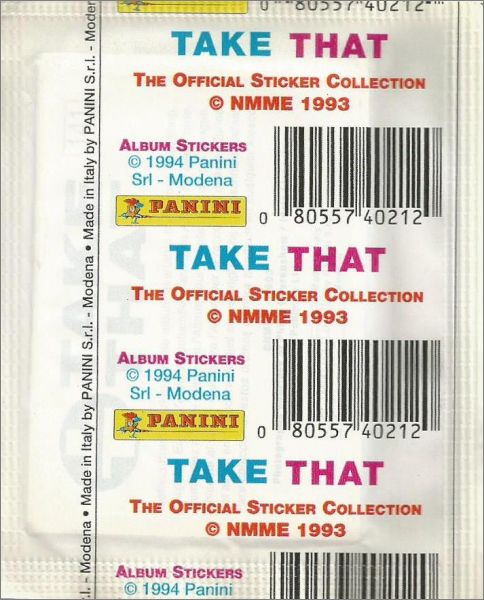 0 80557 40212
TAKE THAT
THE OFFICIAL STICKER COLLECTION
© NMME 1993
ALBUM STICKERS
© 1994 Panini
Srl - Modena
PANINI
0 80557 40212
TAKE THAT
THE OFFICIAL STICKER COLLECTION
© NMME 1993
ALBUM STICKERS
© 1994 Panini
Srl - Modena
PANINI
0 80557 40212
TAKE THAT
THE OFFICIAL STICKER COLLECTION
© NMME 1993
ALBUM STICKERS
© 1994 Panini
.l. - Modena • Made in Italy by PANINI S.r.l. - Modena • Made in Italy by PANINI S.r.l. - Moder